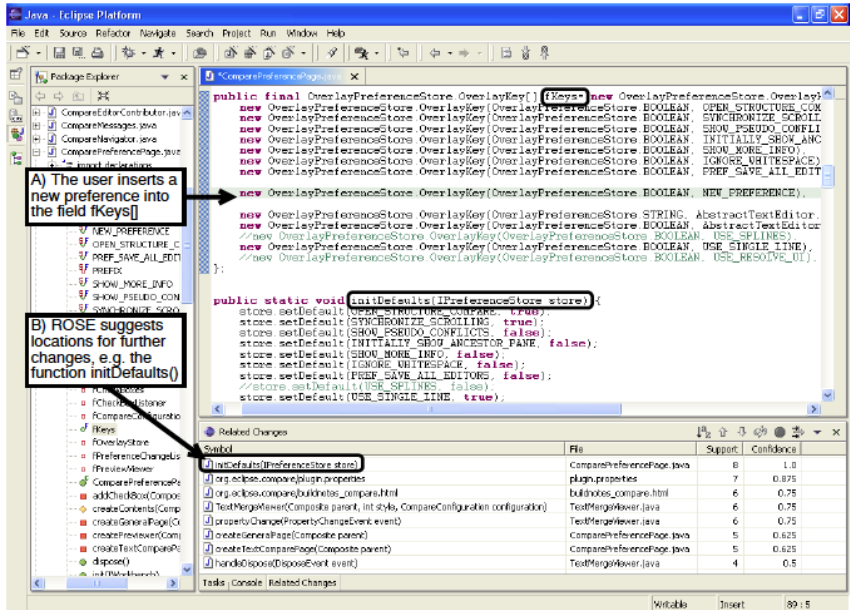 Java - Eclipse Platform
File Edit Source Refactor Navigate Search Project Run Window Help
Package Explorer
*ComparePreferencePage.java
CompareEditorContributor.jav
CompareMessages.java
CompareNavigator.java
ComparePreferencePage.java
import declarations
A) The user inserts a
new preference into
the field fKeys[]
NEW_PREFERENCE
OPEN_STRUCTURE_C
PREF_SAVE_ALL_EDIT
PREFIX
SHOW_MORE_INFO
SHOW_PSEUDO_CON
SYNCHRONIZE_SCRO
B) ROSE suggests
locations for further
changes, e.g. the
function initDefaults()
fCheckBoxListener
fCompareConfiguratio
fKeys
fOverlayStore
fPreferenceChangeLis
fPreviewViewer
ComparePreferencePa
addCheckBox(Compos
createContents(Comp
createGeneralPage(Co
createPreviewer(Comp
createTextComparePa
dispose()
init(IWorkbench)
public final OverlayPreferenceStore.OverlayKey[] fKeys= new OverlayPreferenceStore.Overlay
new OverlayPreferenceStore.OverlayKey(OverlayPreferenceStore.BOOLEAN, OPEN_STRUCTURE_COM
new OverlayPreferenceStore.OverlayKey(OverlayPreferenceStore.BOOLEAN, SYNCHRONIZE_SCROLL
new OverlayPreferenceStore.OverlayKey(OverlayPreferenceStore.BOOLEAN, SHOW_PSEUDO_CONFLI
new OverlayPreferenceStore.OverlayKey(OverlayPreferenceStore.BOOLEAN, INITIALLY_SHOW_ANC
new OverlayPreferenceStore.OverlayKey(OverlayPreferenceStore.BOOLEAN, SHOW_MORE_INFO),
new OverlayPreferenceStore.OverlayKey(OverlayPreferenceStore.BOOLEAN, IGNORE_WHITESPACE),
new OverlayPreferenceStore.OverlayKey(OverlayPreferenceStore.BOOLEAN, PREF_SAVE_ALL_EDIT
new OverlayPreferenceStore.OverlayKey(OverlayPreferenceStore.BOOLEAN, NEW_PREFERENCE),
new OverlayPreferenceStore.OverlayKey(OverlayPreferenceStore.STRING, AbstractTextEditor.
new OverlayPreferenceStore.OverlayKey(OverlayPreferenceStore.BOOLEAN, AbstractTextEditor
//new OverlayPreferenceStore.OverlayKey(OverlayPreferenceStore.BOOLEAN, USE_SPLINES),
new OverlayPreferenceStore.OverlayKey(OverlayPreferenceStore.BOOLEAN, USE_SINGLE_LINE),
//new OverlayPreferenceStore.OverlayKey(OverlayPreferenceStore.BOOLEAN, USE_RESOLVE_UI),
};
public static void initDefaults(IPreferenceStore store) {
store.setDefault(OPEN_STRUCTURE_COMPARE, true);
store.setDefault(SYNCHRONIZE_SCROLLING, true);
store.setDefault(SHOW_PSEUDO_CONFLICTS, false);
store.setDefault(INITIALLY_SHOW_ANCESTOR_PANE, false);
store.setDefault(SHOW_MORE_INFO, false);
store.setDefault(IGNORE_WHITESPACE, false);
store.setDefault(PREF_SAVE_ALL_EDITORS, false);
//store.setDefault(USE_SPLINES, false);
store.setDefault(USE_SINGLE_LINE, true);
Related Changes
Symbol File Support Confidence
initDefaults(IPreferenceStore store) ComparePreferencePage.java 8 1.0
org.eclipse.compare/plugin.properties plugin.properties 7 0.875
org.eclipse.compare/buildnotes_compare.html buildnotes_compare.html 6 0.75
TextMergeViewer(Composite parent, int style, CompareConfiguration configuration) TextMergeViewer.java 6 0.75
propertyChange(PropertyChangeEvent event) TextMergeViewer.java 6 0.75
createGeneralPage(Composite parent) ComparePreferencePage.java 5 0.625
createTextComparePage(Composite parent) ComparePreferencePage.java 5 0.625
handleDispose(DisposeEvent event) TextMergeViewer.java 4 0.5
Tasks Console Related Changes
Writable Insert 89 : 5